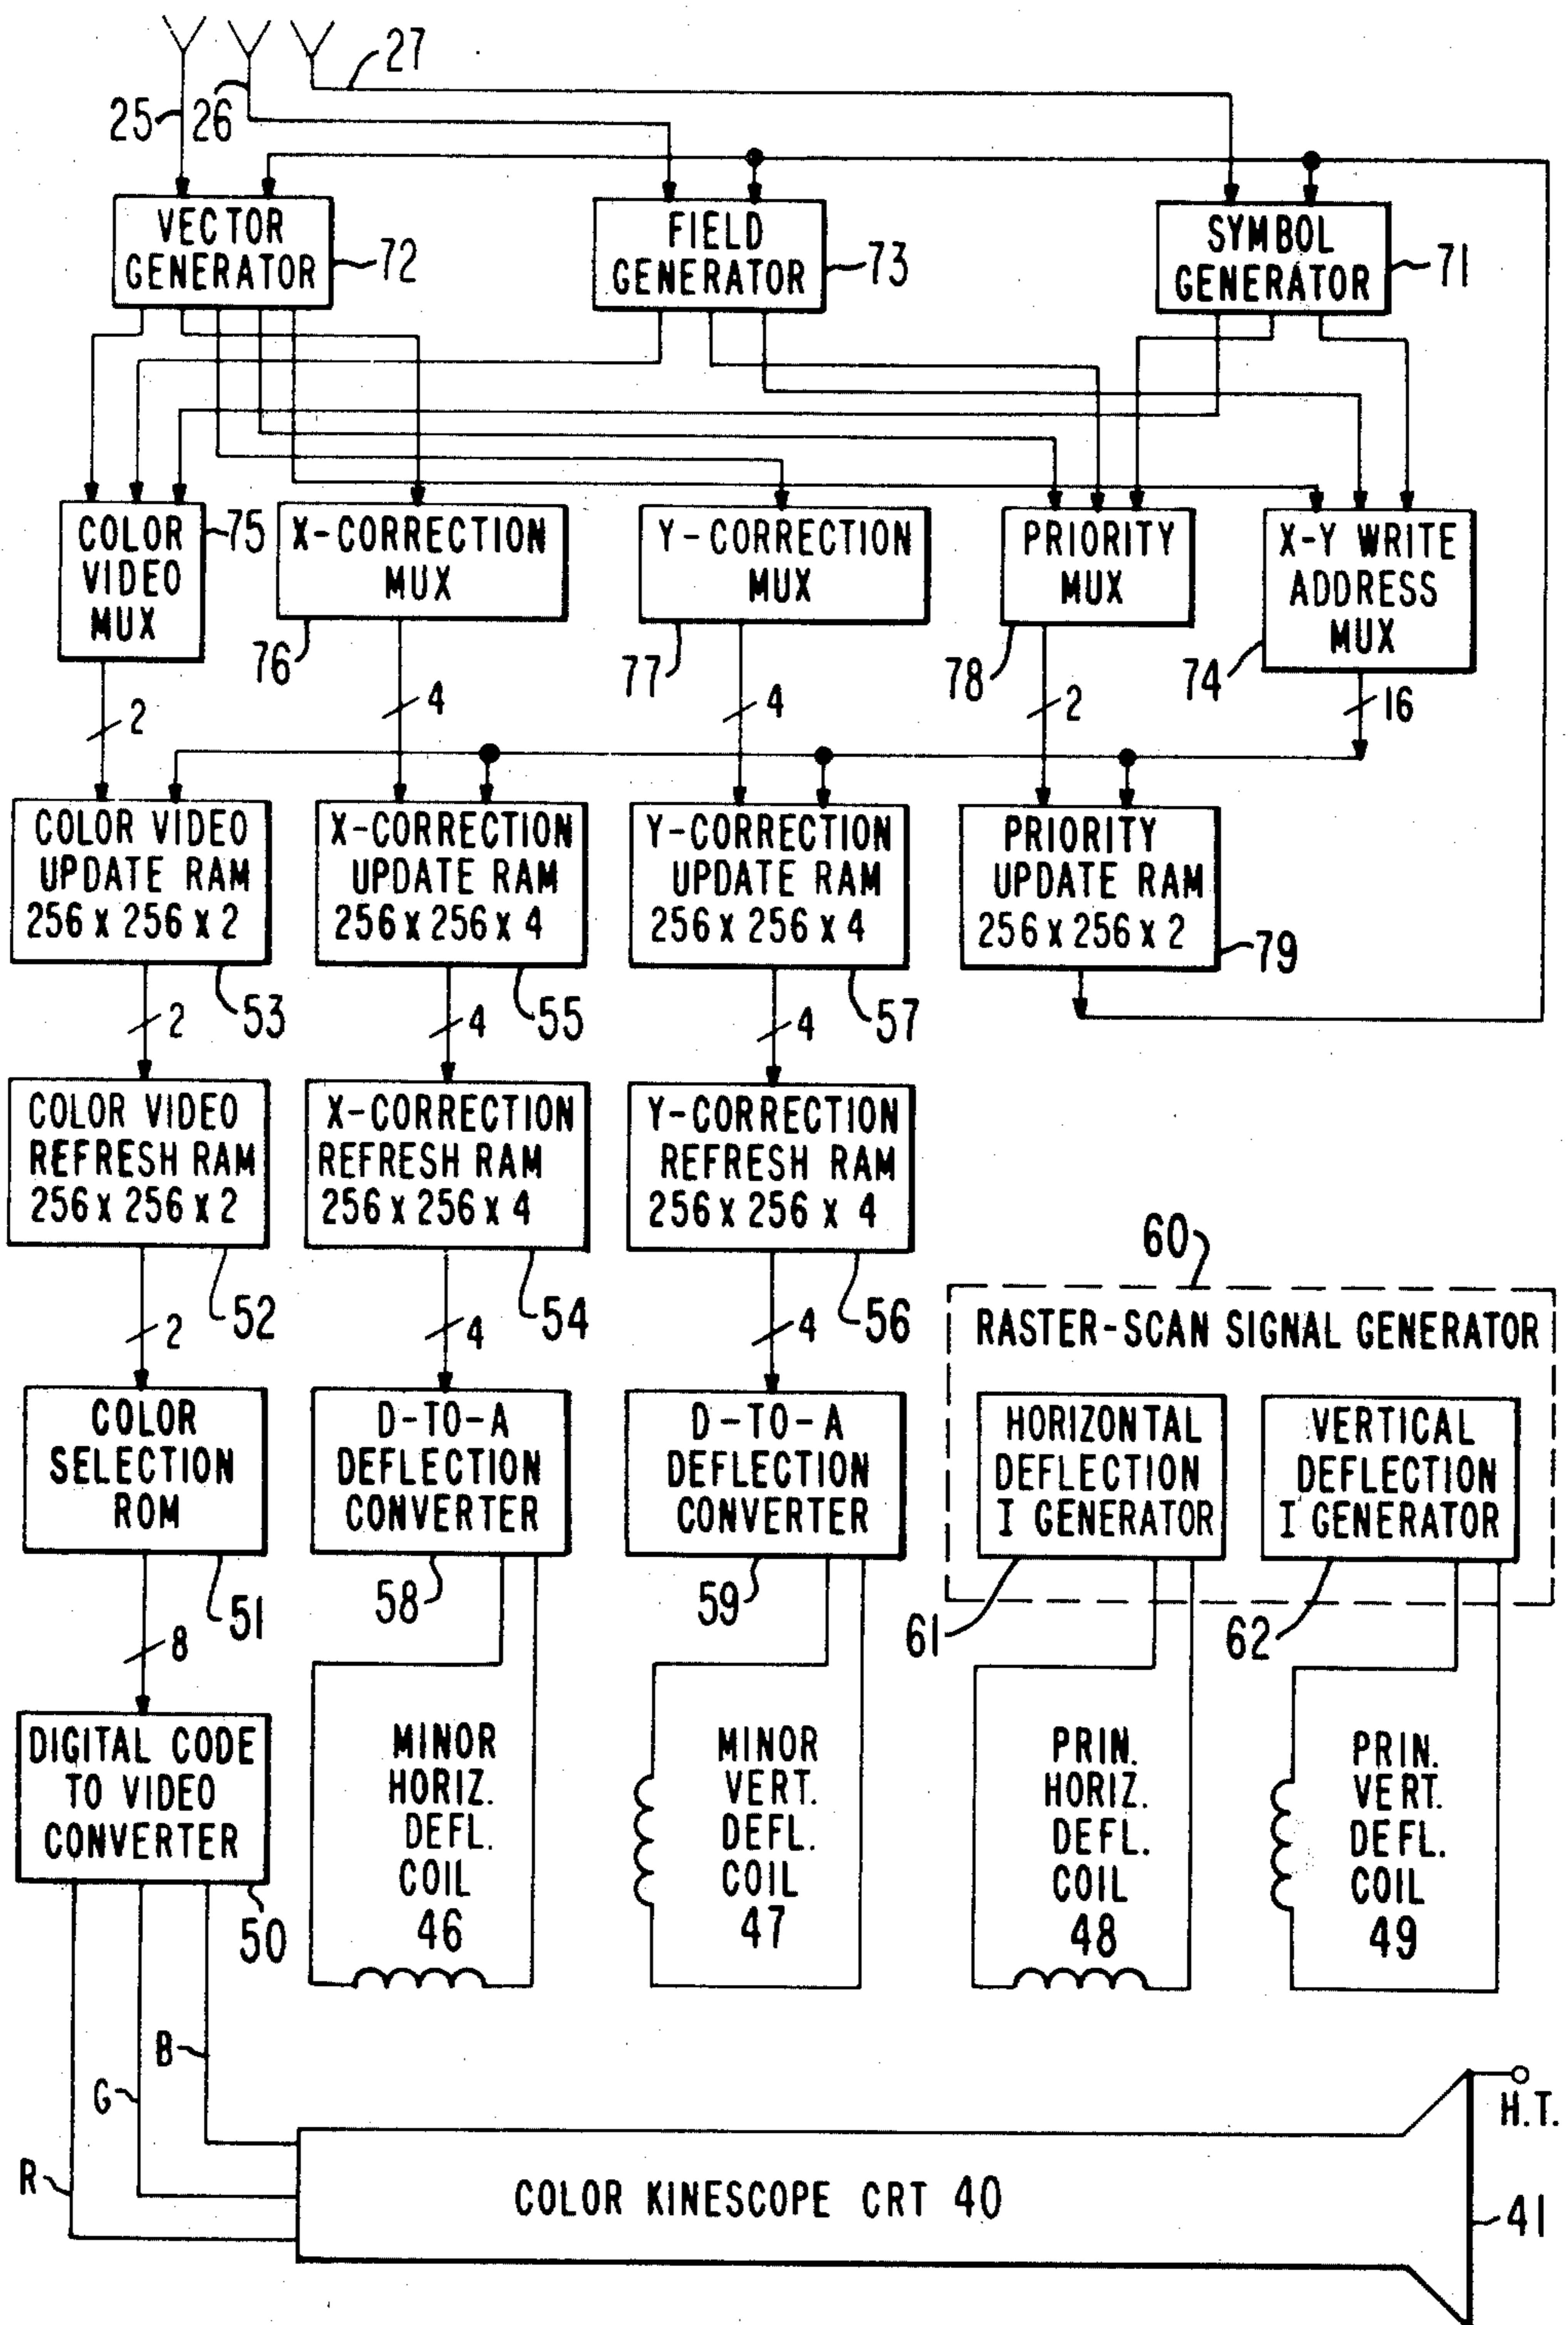 27
25
26
VECTOR
GENERATOR
72
FIELD
GENERATOR
73
SYMBOL
GENERATOR
71
COLOR
VIDEO
MUX
75
X-CORRECTION
MUX
76
Y-CORRECTION
MUX
77
PRIORITY
MUX
78
X-Y WRITE
ADDRESS
MUX
74
2
4
4
2
16
COLOR VIDEO
UPDATE RAM
256 x 256 x 2
53
X-CORRECTION
UPDATE RAM
256 x 256 x 4
55
Y-CORRECTION
UPDATE RAM
256 x 256 x 4
57
PRIORITY
UPDATE RAM
256 x 256 x 2
79
2
4
4
COLOR VIDEO
REFRESH RAM
256 x 256 x 2
52
X-CORRECTION
REFRESH RAM
256 x 256 x 4
54
Y-CORRECTION
REFRESH RAM
256 x 256 x 4
56
60
RASTER-SCAN SIGNAL GENERATOR
2
4
4
COLOR
SELECTION
ROM
51
D-TO-A
DEFLECTION
CONVERTER
58
D-TO-A
DEFLECTION
CONVERTER
59
HORIZONTAL
DEFLECTION
I GENERATOR
61
VERTICAL
DEFLECTION
I GENERATOR
62
8
DIGITAL CODE
TO VIDEO
CONVERTER
50
MINOR
HORIZ.
DEFL.
COIL
46
MINOR
VERT.
DEFL.
COIL
47
PRIN.
HORIZ.
DEFL.
COIL
48
PRIN.
VERT.
DEFL.
COIL
49
B
G
R
H.T.
COLOR KINESCOPE CRT 40
41